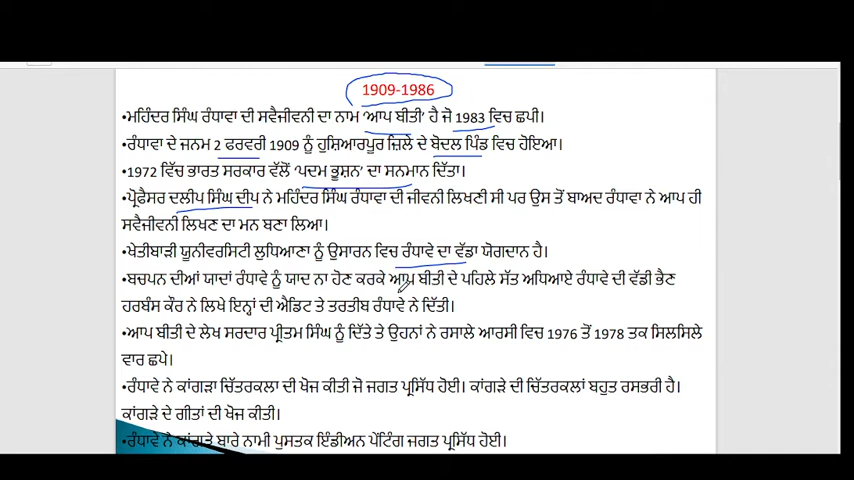 1909-1986
•ਮਹਿੰਦਰ ਸਿੰਘ ਰੰਧਾਵਾ ਦੀ ਸਵੈਜੀਵਨੀ ਦਾ ਨਾਮ 'ਆਪ ਬੀਤੀ' ਹੈ ਜੋ 1983 ਵਿਚ ਛਪੀ।
•ਰੰਧਾਵਾ ਦੇ ਜਨਮ 2 ਫਰਵਰੀ 1909 ਨੂੰ ਹੁਸ਼ਿਆਰਪੂਰ ਜ਼ਿਲੇ ਦੇ ਬੋਦਲ ਪਿੰਡ ਵਿਚ ਹੋਇਆ।
•1972 ਵਿੱਚ ਭਾਰਤ ਸਰਕਾਰ ਵੱਲੋਂ 'ਪਦਮ ਭੂਸ਼ਨ' ਦਾ ਸਨਮਾਨ ਦਿੱਤਾ।
•ਪ੍ਰੋਫੈਸਰ ਦਲੀਪ ਸਿੰਘ ਦੀਪ ਨੇ ਮਹਿੰਦਰ ਸਿੰਘ ਰੰਧਾਵਾ ਦੀ ਜੀਵਨੀ ਲਿਖਣੀ ਸੀ ਪਰ ਉਸ ਤੋਂ ਬਾਅਦ ਰੰਧਾਵਾ ਨੇ ਆਪ ਹੀ
ਸਵੈਜੀਵਨੀ ਲਿਖਣ ਦਾ ਮਨ ਬਣਾ ਲਿਆ।
•ਖੇਤੀਬਾੜੀ ਯੂਨੀਵਰਸਿਟੀ ਲੁਧਿਆਣਾ ਨੂੰ ਉਸਾਰਨ ਵਿਚ ਰੰਧਾਵੇ ਦਾ ਵੱਡਾ ਯੋਗਦਾਨ ਹੈ।
•ਬਚਪਨ ਦੀਆਂ ਯਾਦਾਂ ਰੰਧਾਵੇ ਨੂੰ ਯਾਦ ਨਾ ਹੋਣ ਕਰਕੇ ਆਪ ਬੀਤੀ ਦੇ ਪਹਿਲੇ ਸੱਤ ਅਧਿਆਏ ਰੰਧਾਵੇ ਦੀ ਵੱਡੀ ਭੈਣ
ਹਰਬੰਸ ਕੌਰ ਨੇ ਲਿਖੇ ਇਨ੍ਹਾਂ ਦੀ ਐਡਿਟ ਤੇ ਤਰਤੀਬ ਰੰਧਾਵੇ ਨੇ ਦਿੱਤੀ।
•ਆਪ ਬੀਤੀ ਦੇ ਲੇਖ ਸਰਦਾਰ ਪ੍ਰੀਤਮ ਸਿੰਘ ਨੂੰ ਦਿੱਤੇ ਤੇ ਉਹਨਾਂ ਨੇ ਰਸਾਲੇ ਆਰਸੀ ਵਿਚ 1976 ਤੋਂ 1978 ਤਕ ਸਿਲਸਿਲੇ
ਵਾਰ ਛਪੇ।
•ਰੰਧਾਵੇ ਨੇ ਕਾਂਗੜਾ ਚਿੱਤਰਕਲਾ ਦੀ ਖੋਜ ਕੀਤੀ ਜੋ ਜਗਤ ਪ੍ਰਸਿੱਧ ਹੋਈ। ਕਾਂਗੜੇ ਦੀ ਚਿੱਤਰਕਲਾਂ ਬਹੁਤ ਰਸਭਰੀ ਹੈ।
ਕਾਂਗੜੇ ਦੇ ਗੀਤਾਂ ਦੀ ਖੋਜ ਕੀਤੀ।
•ਰੰਧਾਵੇ ਨੇ ਕਾਂਗੜੇ ਬਾਰੇ ਨਾਮੀ ਪੁਸਤਕ ਇੰਡੀਅਨ ਪੇਂਟਿੰਗ ਜਗਤ ਪ੍ਰਸਿੱਧ ਹੋਈ।